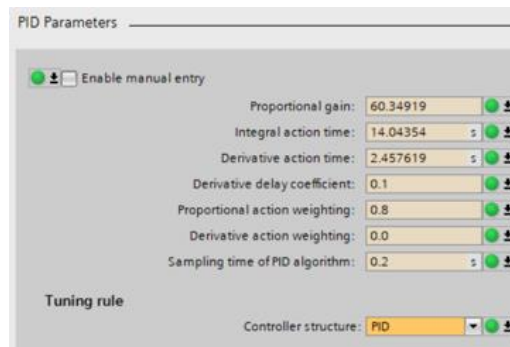 PID Parameters
Enable manual entry
Proportional gain: 60.34919
Integral action time: 14.04354 s
Derivative action time: 2.457619 s
Derivative delay coefficient: 0.1
Proportional action weighting: 0.8
Derivative action weighting: 0.0
Sampling time of PID algorithm: 0.2 s
Tuning rule
Controller structure: PID